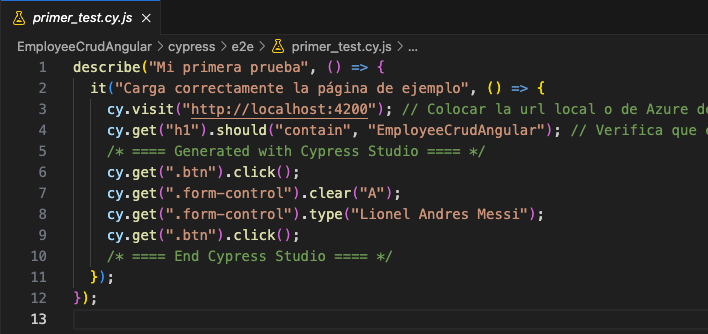 primer_test.cy.js
EmployeeCrudAngular > cypress > e2e > primer_test.cy.js > ...
1 describe("Mi primera prueba", () => {
2 it("Carga correctamente la página de ejemplo", () => {
3 cy.visit("http://localhost:4200"); // Colocar la url local o de Azure de
4 cy.get("h1").should("contain", "EmployeeCrudAngular"); // Verifica que
5 /* ==== Generated with Cypress Studio ==== */
6 cy.get(".btn").click();
7 cy.get(".form-control").clear("A");
8 cy.get(".form-control").type("Lionel Andres Messi");
9 cy.get(".btn").click();
10 /* ==== End Cypress Studio ==== */
11 });
12 });
13